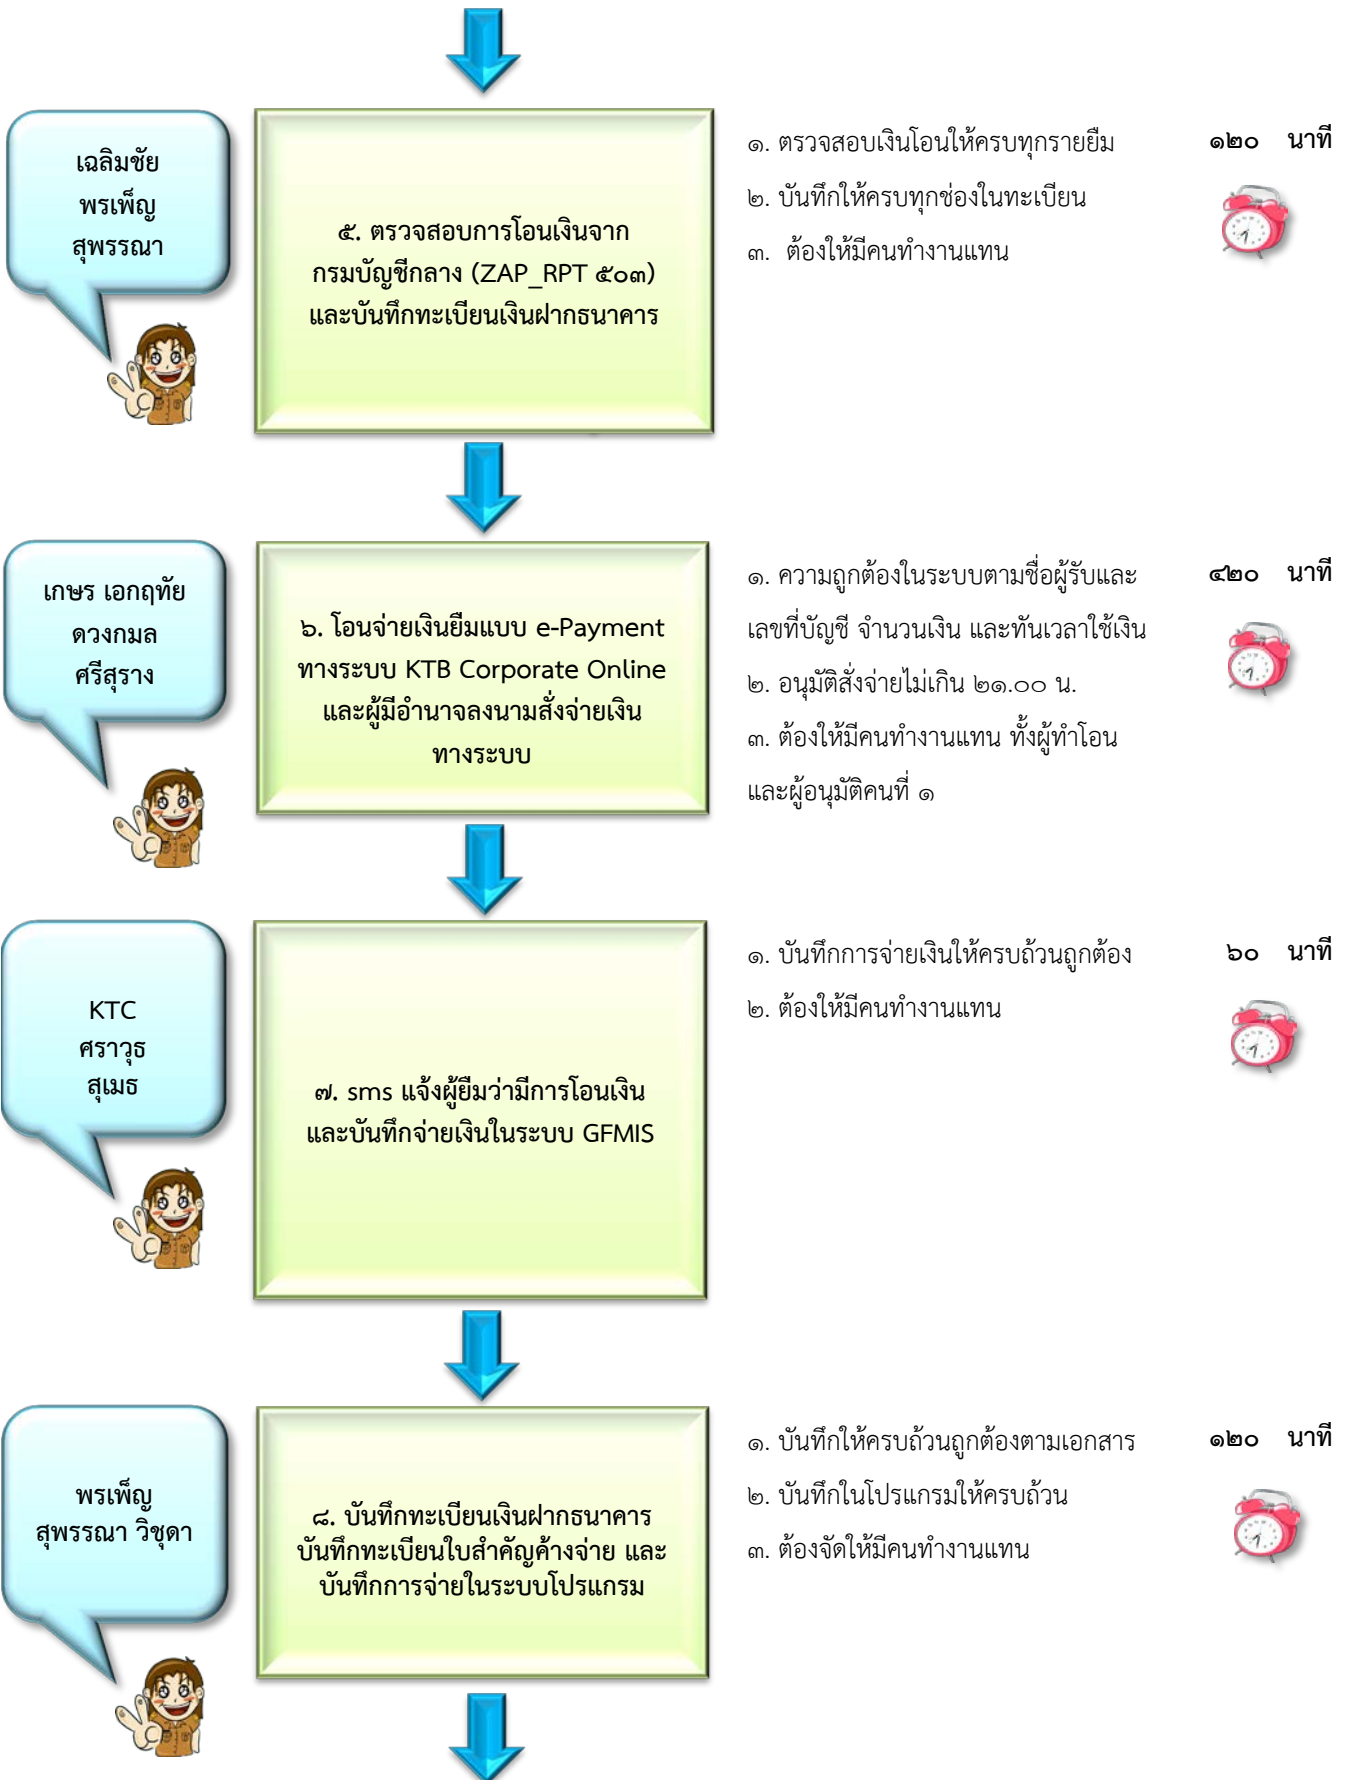 เฉลิมชัย
พรเพ็ญ
สุพรรณา
๕. ตรวจสอบการโอนเงินจาก
กรมบัญชีกลาง (ZAP_RPT ๕๐๓)
และบันทึกทะเบียนเงินฝากธนาคาร
๑. ตรวจสอบเงินโอนให้ครบทุกรายยืม
๒. บันทึกให้ครบทุกช่องในทะเบียน
๓. ต้องให้มีคนทำงานแทน
๑๒๐ นาที
เกษร เอกฤทัย
ดวงกมล
ศรีสุราง
๖. โอนจ่ายเงินยืมแบบ e-Payment
ทางระบบ KTB Corporate Online
และผู้มีอำนาจลงนามสั่งจ่ายเงิน
ทางระบบ
๑. ความถูกต้องในระบบตามชื่อผู้รับและ
เลขที่บัญชี จำนวนเงิน และทันเวลาใช้เงิน
๒. อนุมัติสั่งจ่ายไม่เกิน ๒๑.๐๐ น.
๓. ต้องให้มีคนทำงานแทน ทั้งผู้ทำโอน
และผู้อนุมัติคนที่ ๑
๔๒๐ นาที
KTC
ศราวุธ
สุเมธ
๗. sms แจ้งผู้ยืมว่ามีการโอนเงิน
และบันทึกจ่ายเงินในระบบ GFMIS
๑. บันทึกการจ่ายเงินให้ครบถ้วนถูกต้อง
๒. ต้องให้มีคนทำงานแทน
๖๐ นาที
พรเพ็ญ
สุพรรณา วิชุดา
๘. บันทึกทะเบียนเงินฝากธนาคาร
บันทึกทะเบียนใบสำคัญค้างจ่าย และ
บันทึกการจ่ายในระบบโปรแกรม
๑. บันทึกให้ครบถ้วนถูกต้องตามเอกสาร
๒. บันทึกในโปรแกรมให้ครบถ้วน
๓. ต้องจัดให้มีคนทำงานแทน
๑๒๐ นาที